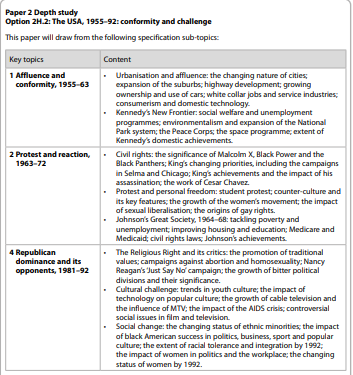 Paper 2 Depth study
Option 2H.2: The USA, 1955–92: conformity and challenge
This paper will draw from the following specification sub-topics:
Key topics
Content
1 Affluence and
conformity, 1955–63
• Urbanisation and affluence: the changing nature of cities;
expansion of the suburbs; highway development; growing
ownership and use of cars; white collar jobs and service industries;
consumerism and domestic technology.
• Kennedy's New Frontier: social welfare and unemployment
programmes; environmentalism and expansion of the National
Park system; the Peace Corps; the space programme; extent of
Kennedy's domestic achievements.
2 Protest and reaction,
1963–72
• Civil rights: the significance of Malcolm X, Black Power and the
Black Panthers; King's changing priorities, including the campaigns
in Selma and Chicago; King's achievements and the impact of his
assassination; the work of Cesar Chavez.
• Protest and personal freedom: student protest; counter-culture and
its key features; the growth of the women's movement; the impact
of sexual liberalisation; the origins of gay rights.
• Johnson's Great Society, 1964–68: tackling poverty and
unemployment; improving housing and education; Medicare and
Medicaid; civil rights laws; Johnson's achievements.
4 Republican
dominance and its
opponents, 1981–92
• The Religious Right and its critics: the promotion of traditional
values; campaigns against abortion and homosexuality; Nancy
Reagan's 'Just Say No' campaign; the growth of bitter political
divisions and their significance.
• Cultural challenge: trends in youth culture; the impact of
technology on popular culture; the growth of cable television and
the influence of MTV; the impact of the AIDS crisis; controversial
social issues in film and television.
• Social change: the changing status of ethnic minorities; the impact
of black American success in politics, business, sport and popular
culture; the extent of racial tolerance and integration by 1992;
the impact of women in politics and the workplace; the changing
status of women by 1992.